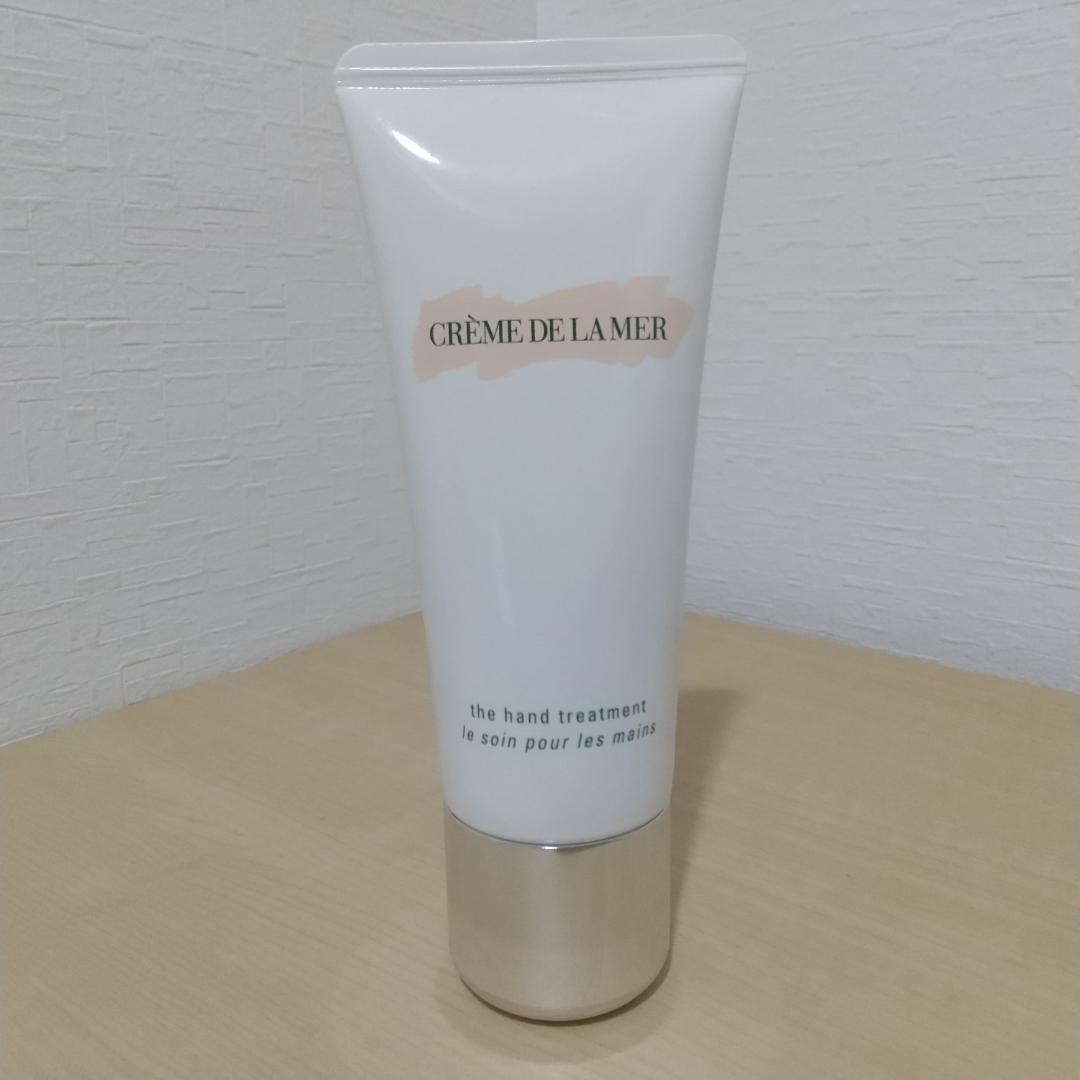 CRÈME DE LA MER
the hand treatment
le soin pour les mains